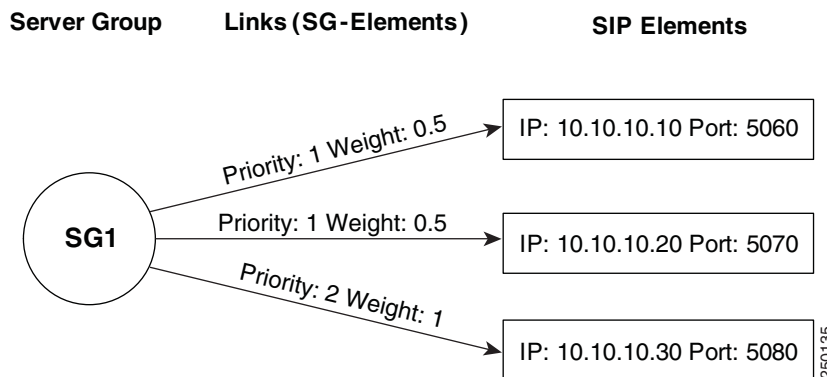 Server Group Links (SG-Elements) SIP Elements
Priority: 1 Weight: 0.5
IP: 10.10.10.10 Port: 5060
SG1
Priority: 1 Weight: 0.5
IP: 10.10.10.20 Port: 5070
Priority: 2 Weight: 1
IP: 10.10.10.30 Port: 5080
250135